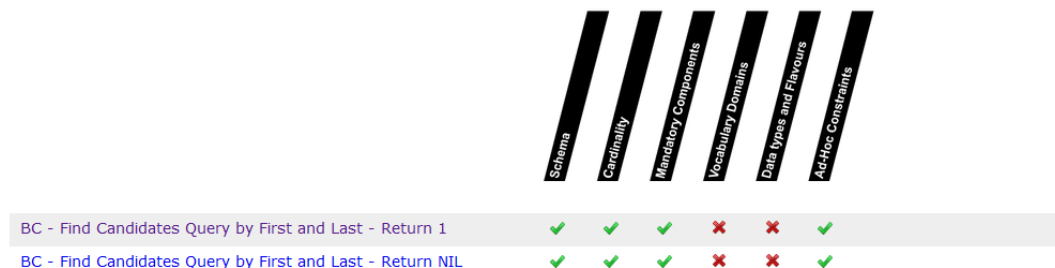 Schema
Cardinality
Mandatory Components
Vocabulary Domains
Data types and Flavours
Ad-Hoc Constraints
BC - Find Candidates Query by First and Last - Return 1
BC - Find Candidates Query by First and Last - Return NIL